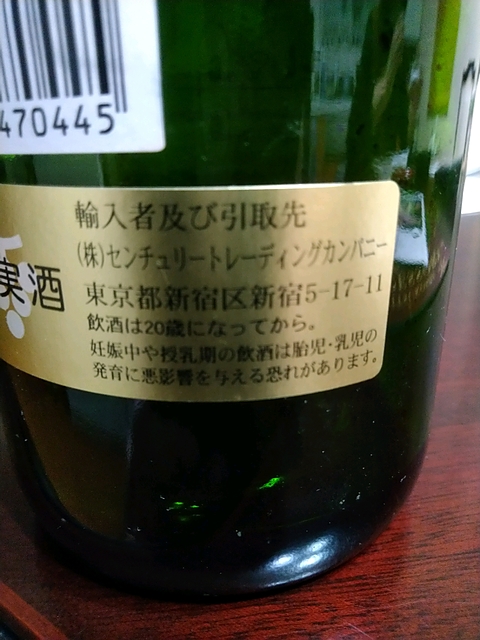 470445
輸入者及び引取先
(株)センチュリートレーディングカンパニー
実酒
東京都新宿区新宿5-17-11
飲酒は20歳になってから。
妊娠中や授乳期の飲酒は胎児・乳児の
発育に悪影響を与える恐れがあります。